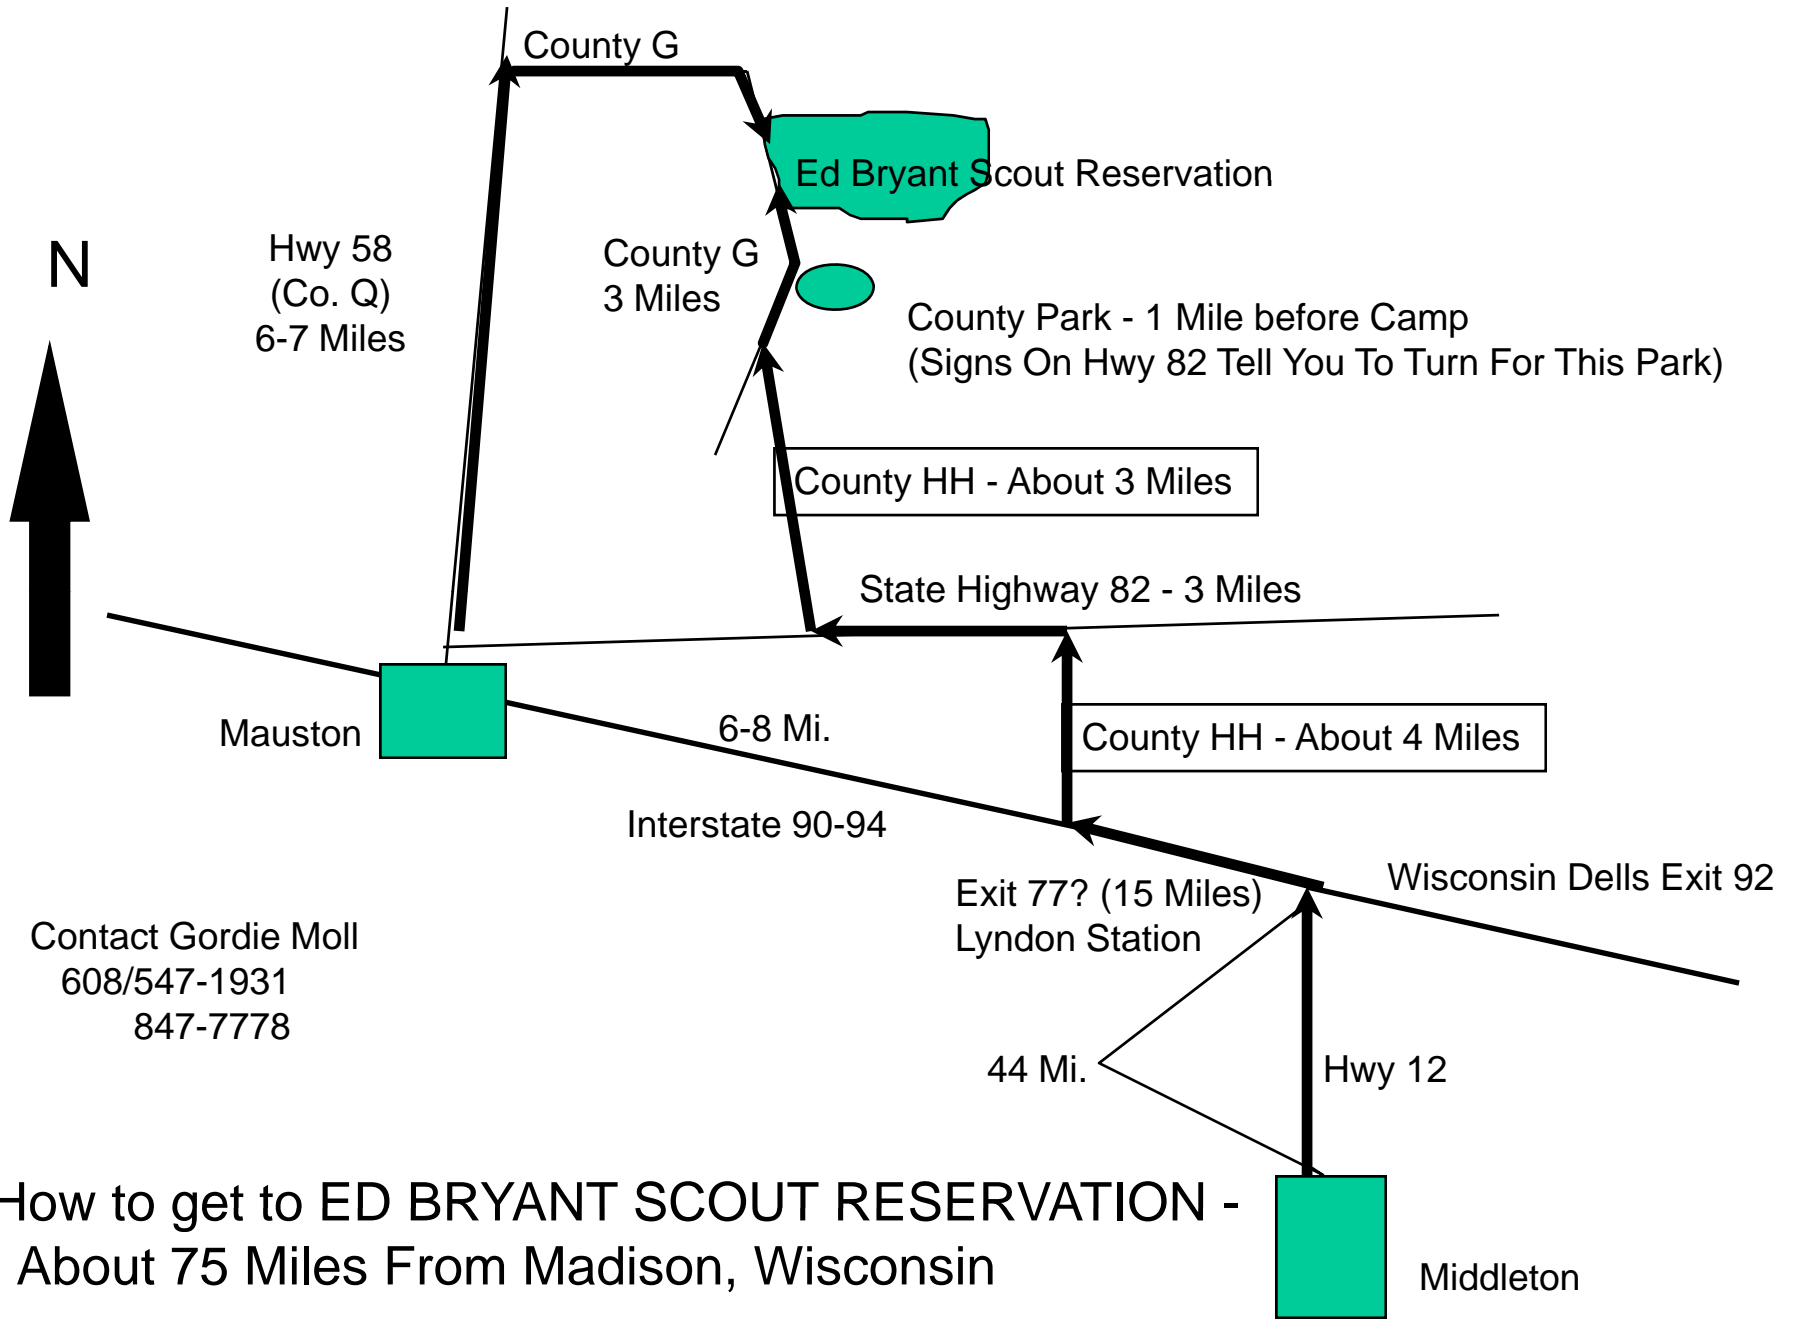 County G
Ed Bryant Scout Reservation
N
Hwy 58
(Co. Q)
6-7 Miles
County G
3 Miles
County Park - 1 Mile before Camp
(Signs On Hwy 82 Tell You To Turn For This Park)
County HH - About 3 Miles
State Highway 82 - 3 Miles
Mauston
6-8 Mi.
County HH - About 4 Miles
Interstate 90-94
Exit 77? (15 Miles)
Lyndon Station
Wisconsin Dells Exit 92
Contact Gordie Moll
608/547-1931
847-7778
44 Mi.
Hwy 12
How to get to ED BRYANT SCOUT RESERVATION -
About 75 Miles From Madison, Wisconsin
Middleton